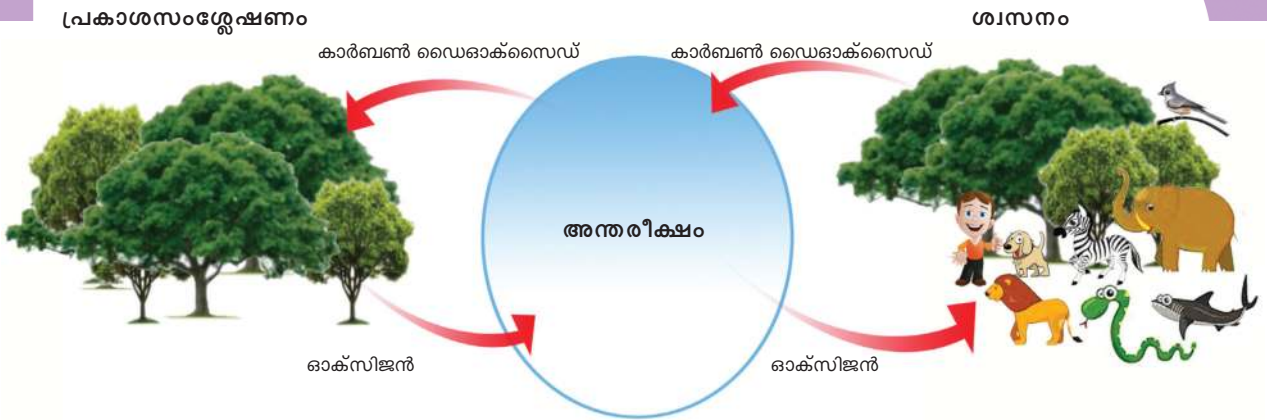 പ്രകാശസംശ്ലേഷണം
ശ്വസനം
കാർബൺ ഡൈഓക്സൈഡ്
കാർബൺ ഡൈഓക്സൈഡ്
അന്തരീക്ഷം
ഓക്സിജൻ
ഓക്സിജൻ